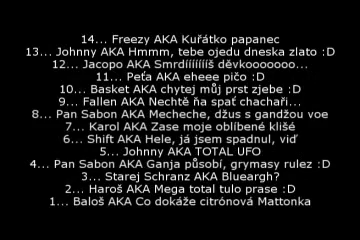 14... Freezy AKA Kuřátko papanec
13... Johnny AKA Hmmm, tebe ojedu dneska zlato :D
12... Jacopo AKA Smrdííííííš děvkooooooo...
11... Peťa AKA eheee pičo :D
10... Basket AKA chytej můj prst zjebe :D
9... Fallen AKA Nechtě ňa spať chachaři...
8... Pan Sabon AKA Mecheche, džus s gandžou voe
7... Karol AKA Zase moje oblíbené klišé
6... Shift AKA Hele, já jsem spadnul, viď
5... Johnny AKA TOTAL UFO
4... Pan Sabon AKA Ganja působí, grymasy rulez :D
3... Starej Schranz AKA Blueargh?
2... Haroš AKA Mega total tulo prase :D
1... Baloš AKA Co dokáže citrónová Mattonka